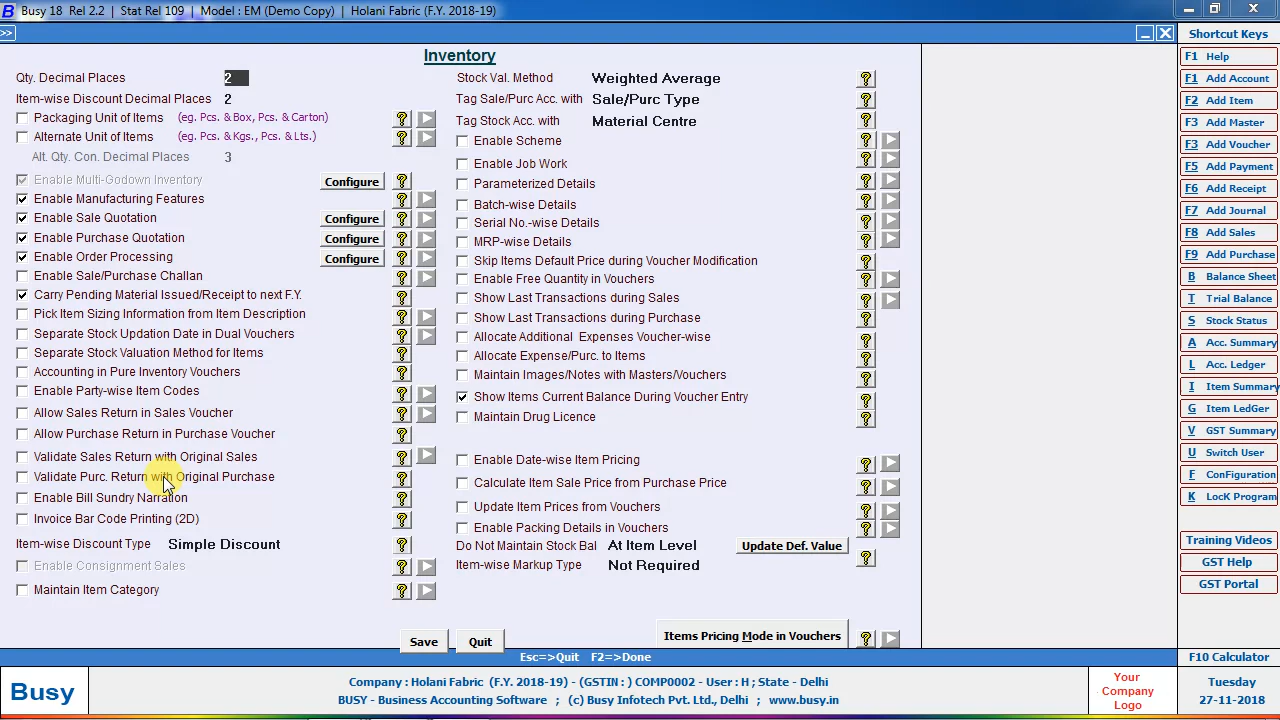 Busy 18 Rel 2.2 | Stat Rel 109 | Model : EM (Demo Copy) | Holani Fabric (F.Y. 2018-19)
>>
Inventory
Qty. Decimal Places 2
Item-wise Discount Decimal Places 2
Packaging Unit of Items (eg. Pcs. & Box, Pcs. & Carton) ?
Alternate Unit of Items (eg. Pcs. & Kgs., Pcs. & Lts.) ?
Alt. Qty. Con. Decimal Places 3
Enable Multi-Godown Inventory Configure ?
Enable Manufacturing Features ?
Enable Sale Quotation Configure ?
Enable Purchase Quotation Configure ?
Enable Order Processing Configure ?
Enable Sale/Purchase Challan ?
Carry Pending Material Issued/Receipt to next F.Y. ?
Pick Item Sizing Information from Item Description ?
Separate Stock Updation Date in Dual Vouchers ?
Separate Stock Valuation Method for Items ?
Accounting in Pure Inventory Vouchers ?
Enable Party-wise Item Codes ?
Allow Sales Return in Sales Voucher ?
Allow Purchase Return in Purchase Voucher ?
Validate Sales Return with Original Sales ?
Validate Purc. Return with Original Purchase ?
Enable Bill Sundry Narration ?
Invoice Bar Code Printing (2D) ?
Item-wise Discount Type Simple Discount ?
Enable Consignment Sales ?
Maintain Item Category ?
Stock Val. Method Weighted Average ?
Tag Sale/Purc Acc. with Sale/Purc Type ?
Tag Stock Acc. with Material Centre ?
Enable Scheme ?
Enable Job Work ?
Parameterized Details ?
Batch-wise Details ?
Serial No.-wise Details ?
MRP-wise Details ?
Skip Items Default Price during Voucher Modification ?
Enable Free Quantity in Vouchers ?
Show Last Transactions during Sales ?
Show Last Transactions during Purchase ?
Allocate Additional Expenses Voucher-wise ?
Allocate Expense/Purc. to Items ?
Maintain Images/Notes with Masters/Vouchers ?
Show Items Current Balance During Voucher Entry ?
Maintain Drug Licence ?
Enable Date-wise Item Pricing ?
Calculate Item Sale Price from Purchase Price ?
Update Item Prices from Vouchers ?
Enable Packing Details in Vouchers ?
Do Not Maintain Stock Bal At Item Level Update Def. Value ?
Item-wise Markup Type Not Required
Save Quit Items Pricing Mode in Vouchers ?
Esc=>Quit F2=>Done
Shortcut Keys
F1 Help
F1 Add Account
F2 Add Item
F3 Add Master
F3 Add Voucher
F5 Add Payment
F6 Add Receipt
F7 Add Journal
F8 Add Sales
F9 Add Purchase
B Balance Sheet
T Trial Balance
S Stock Status
A Acc. Summary
L Acc. Ledger
I Item Summary
G Item LedGer
V GST Summary
U Switch User
F Configuration
K LocK Program
Training Videos
GST Help
GST Portal
F10 Calculator
Busy
Company : Holani Fabric (F.Y. 2018-19) - (GSTIN : ) COMP0002 - User : H ; State - Delhi
BUSY - Business Accounting Software ; (c) Busy Infotech Pvt. Ltd., Delhi ; www.busy.in
Your
Company
Logo
Tuesday
27-11-2018